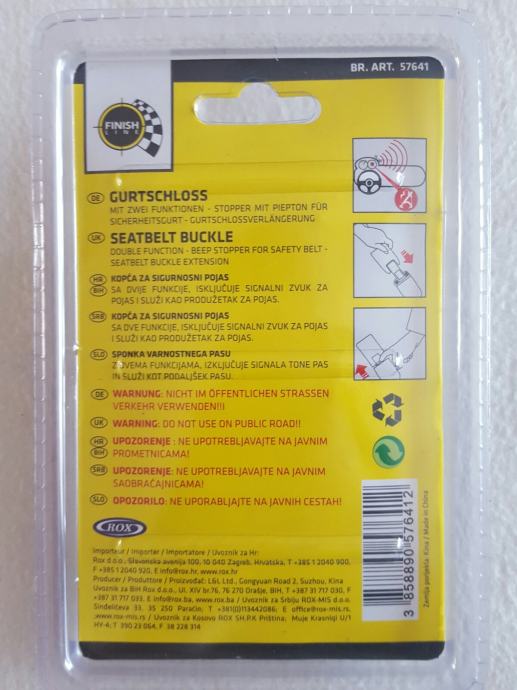 BR. ART. 57641
FINISH
LINE
DE GURTSCHLOSS
MIT ZWEI FUNKTIONEN - STOPPER MIT PIEPTON FÜR
SICHERHEITSGURT - GURTSCHLOSSVERLÄNGERUNG
UK SEATBELT BUCKLE
DOUBLE FUNCTION - BEEP STOPPER FOR SAFETY BELT -
SEATBELT BUCKLE EXTENSION
HR KOPČA ZA SIGURNOSNI POJAS
BIH SA DVIJE FUNKCIJE, ISKLJUČUJE SIGNALNI ZVUK ZA
POJAS I SLUŽI KAO PRODUŽETAK ZA POJAS.
SRB KOPČA ZA SIGURNOSNI POJAS
SA DVE FUNKCIJE, ISKLJUČUJE SIGNALNI ZVUK ZA POJAS
I SLUŽI KAO PRODUŽETAK ZA POJAS.
SLO SPONKA VARNOSTNEGA PASU
Z DVEMA FUNKCIJAMA, IZKLJUČUJE SIGNALA TONE PAS
IN SLUŽI KOT PODALJŠEK PASU.
DE WARNUNG: NICHT IM ÖFFENTLICHEN STRASSEN
VERKEHR VERWENDEN!!!
UK WARNING: DO NOT USE ON PUBLIC ROAD!!
HR UPOZORENJE : NE UPOTREBLJAVAJTE NA JAVNIM
BIH PROMETNICAMA!
SRB UPOZORENJE: NE UPOTREBLJAVAJTE NA JAVNIM
SAOBRAĆAJNICAMA!
SLO OPOZORILO: NE UPORABLJAJTE NA JAVNIH CESTAH!
ROX
Importeur / Importer / Importatore / Uvoznik za Hr:
Rox d.o.o., Slovenska avenija 100, 10 040 Zagreb, Hrvatska, T +385 1 2040 900,
F +385 1 2040 920, E info@rox.hr, www.rox.hr
Producer / Produttore / Proizvođač: L&L Ltd., Gongyuan Road 2, Suzhou, Kina
Uvoznik za BiH Rox d.o.o., Ul. XIV br.76, 76 270 Orašje, BIH, T +387 31 717 030, F
+387 31 717 033, E info@rox.ba, www.rox.ba / Uvoznik za Srbiju ROX-MIS d.o.o.
Sinđelićeva 33, 35 250 Paraćin, T +381(0)113442086; E office@rox-mis.rs,
www.rox-mis.rs / Uvoznik za Kosovo ROX SH.P.K Priština, Muje Krasniqi U/1
HY-4; T 390 23 064, F 38 228 314
3 858890 576412
Zemlja porijekla: Kina / Made in China